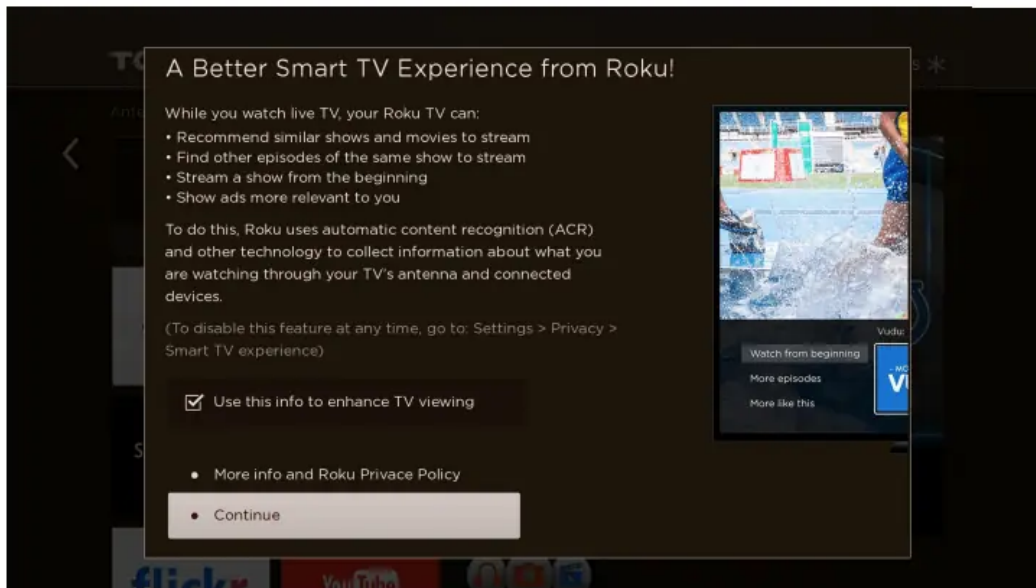 A Better Smart TV Experience from Roku!
While you watch live TV, your Roku TV can:
• Recommend similar shows and movies to stream
• Find other episodes of the same show to stream
• Stream a show from the beginning
• Show ads more relevant to you
To do this, Roku uses automatic content recognition (ACR)
and other technology to collect information about what you
are watching through your TV's antenna and connected
devices.
(To disable this feature at any time, go to: Settings > Privacy >
Smart TV experience)
Use this info to enhance TV viewing
• More info and Roku Privace Policy
• Continue
Vudu:
Watch from beginning
More episodes
More like this
flickr
YouTube